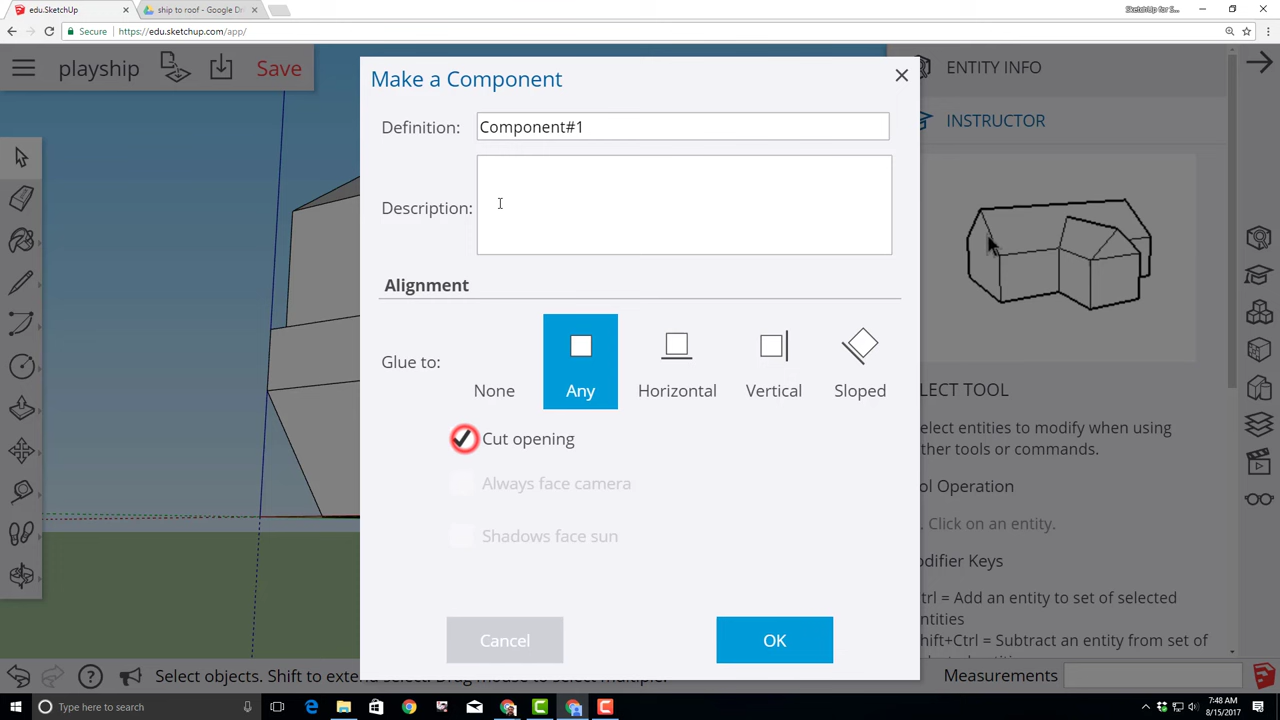 edu.SketchUp
ship to roof - Google Dr
SketchUp for S...
Secure
https://edu.sketchup.com/app/
playship
Save
Make a Component
ENTITY INFO
Definition:
Component#1
INSTRUCTOR
Description:
Alignment
Glue to:
None
Any
Horizontal
Vertical
Sloped
ELECT TOOL
elect entities to modify when using
ther tools or commands.
Cut opening
Always face camera
ol Operation
. Click on an entity.
Shadows face sun
odifier Keys
trl = Add an entity to set of selected
ntities
hift+Ctrl = Subtract an entity from set of
Cancel
OK
Select objects. Shift to extend select. Drag mouse to select multiple.
Measurements
Type here to search
7:48 AM
8/15/2017